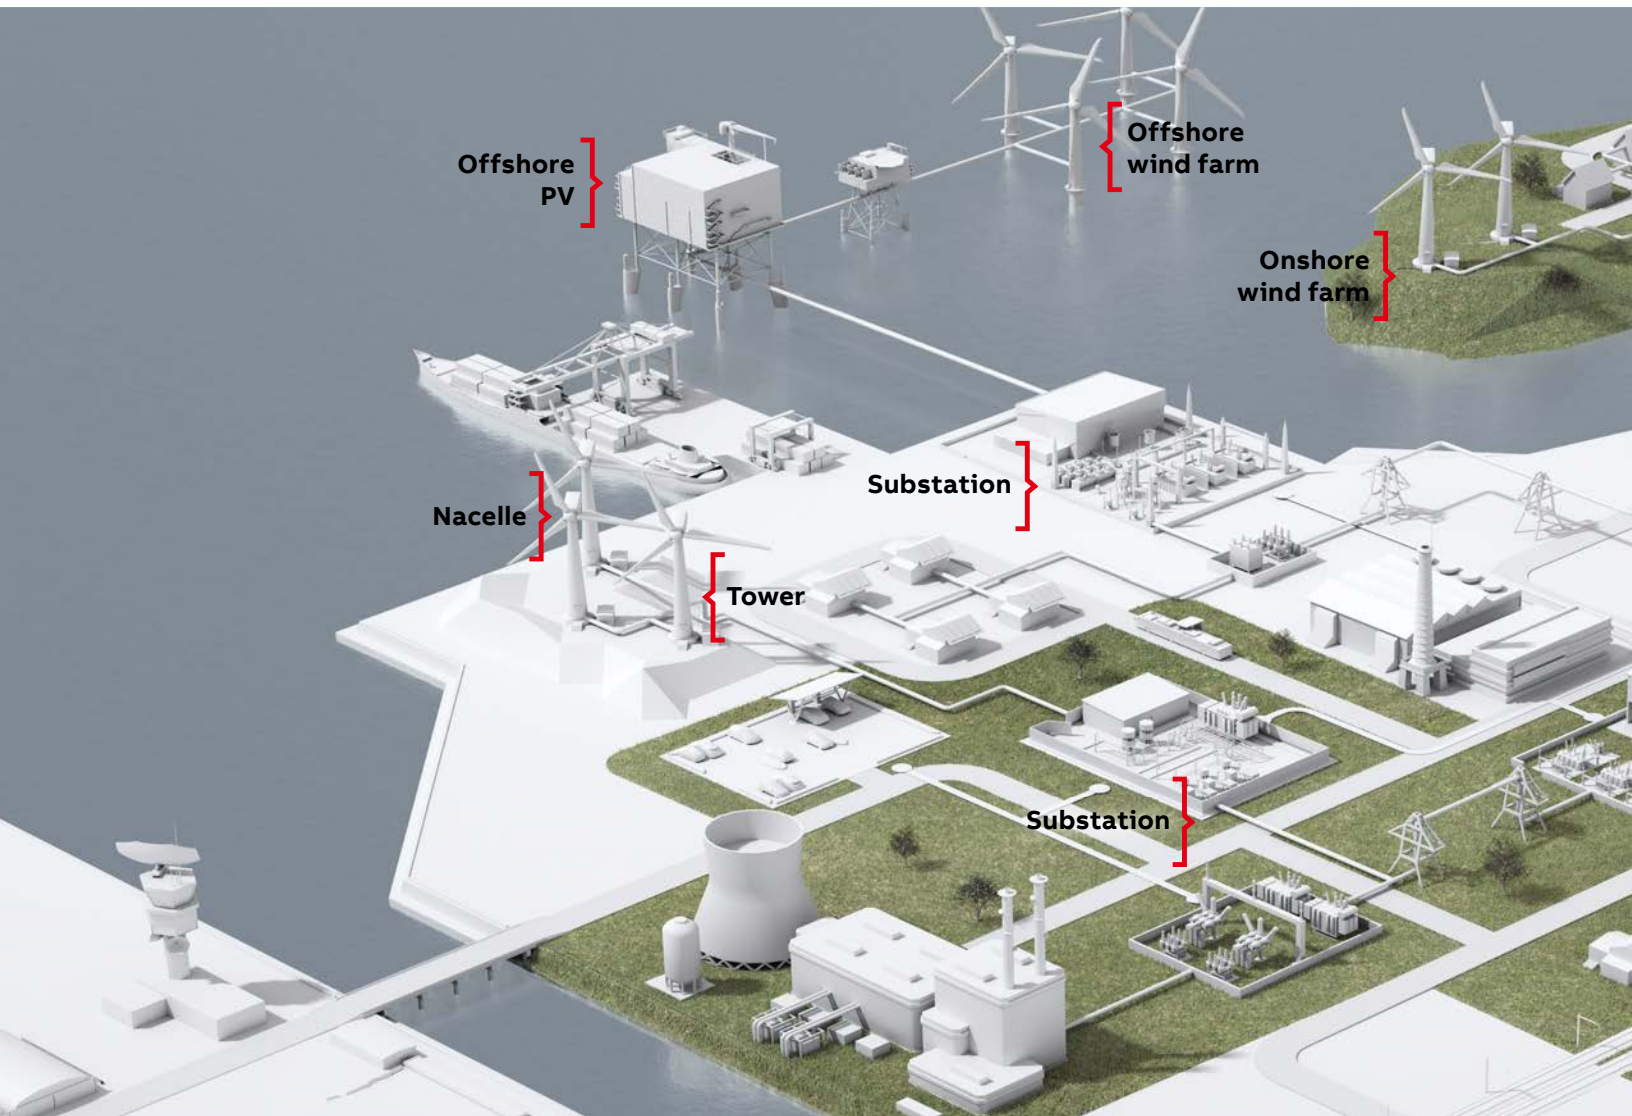 Offshore
wind farm
Offshore
PV
Onshore
wind farm
Substation
Nacelle
Tower
Substation